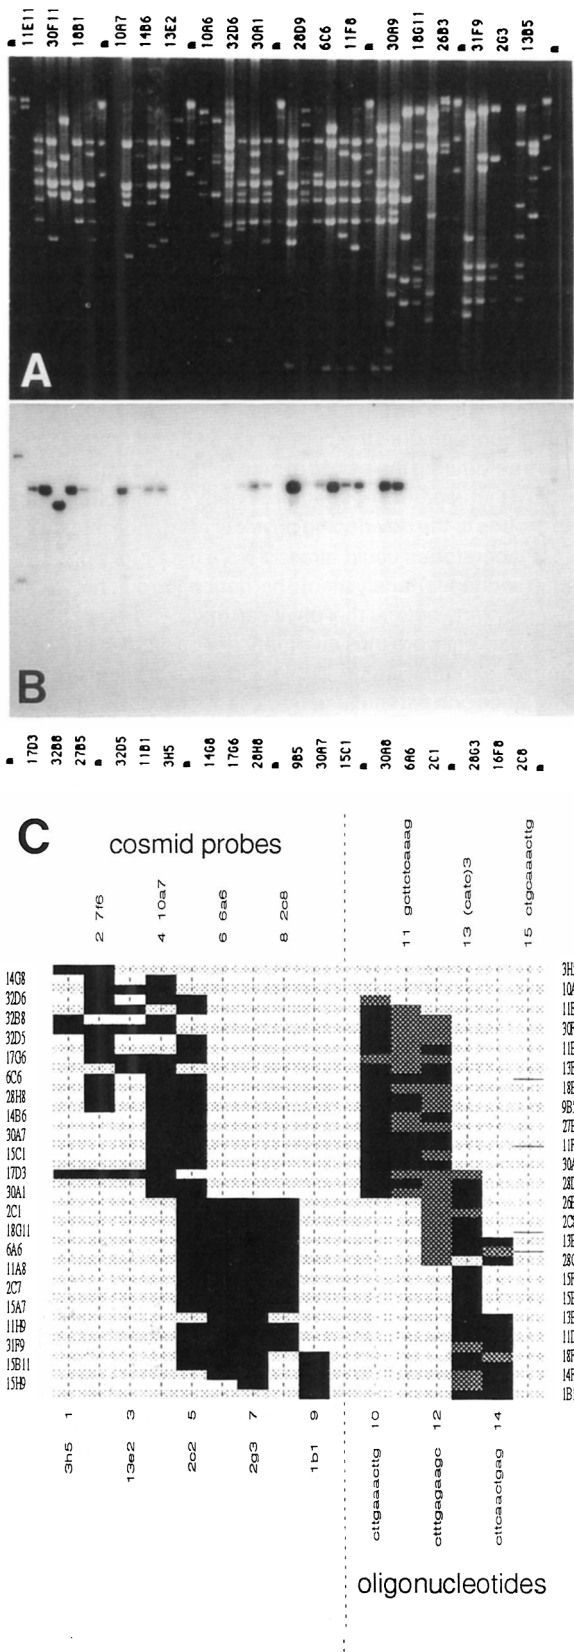 m 11E11 30F11 18B1 m 10A7 14B6 13E2 m 10A6 32D6 30A1 m 28D9 6C6 11F8 m 30A9 18G11 26B3 m 31F9 2G3 13B5 m
A
B
m 17D3 32B8 27B5 m 32D5 11B1 3H5 m 14G8 17G6 28H8 m 9B5 30A7 15C1 m 30A8 6A6 2C1 m 28G3 16F8 2C8 m
C
cosmid probes
2 7f6
4 10a7
6 6a6
8 2c8
11 gcttctcaaag
13 (catc)3
15 ctgcaaacttg
14G8
32D6
32B8
32D5
17G6
6C6
28H8
14B6
30A7
15C1
17D3
30A1
2C1
18G11
6A6
11A8
2C7
15A7
11H9
31F9
15B11
15H9
1 3h5
3 13e2
5 2c2
7 2g3
9 1b1
10 cttgaaacttg
12 ctttgagaagc
14 cttcaactgag
oligonucleotides